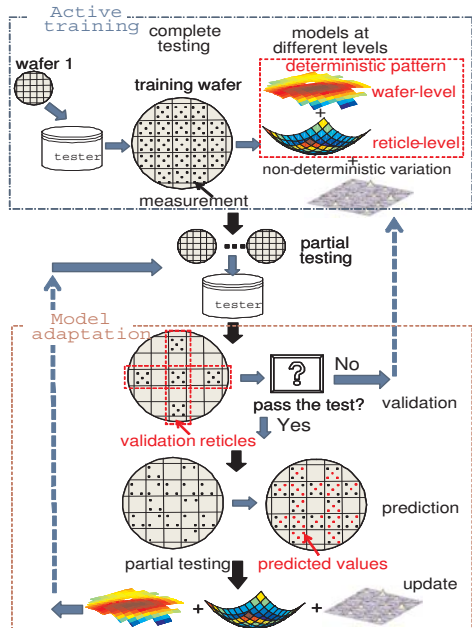 Active
training
complete
testing
models at
different levels
wafer 1
training wafer
deterministic pattern
wafer-level
+
tester
reticle-level
+
non-deterministic variation
measurement
partial
testing
tester
Model
adaptation
?
No
pass the test?
validation
validation reticles
Yes
prediction
partial testing
predicted values
update
+
+